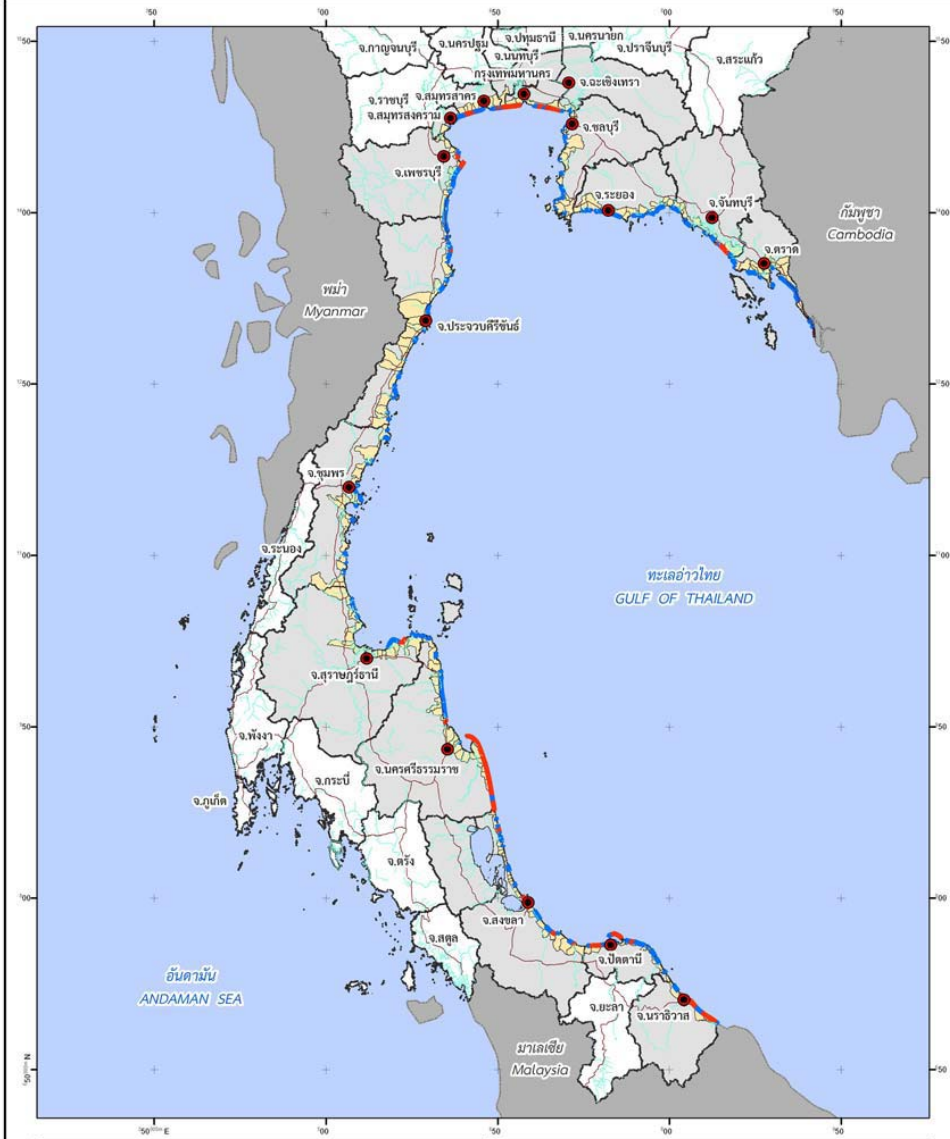 ⁵50
⁰00
⁵50
⁰00
จ.กาญจนบุรี
จ.นครปฐม
จ.ปทุมธานี
จ.นครนายก
จ.นนทบุรี
จ.ปราจีนบุรี
จ.สระแก้ว
กรุงเทพมหานคร
จ.ฉะเชิงเทรา
จ.ราชบุรี
จ.สมุทรสาคร
จ.สมุทรสงคราม
จ.ชลบุรี
จ.เพชรบุรี
จ.ระยอง
จ.จันทบุรี
กัมพูชา
Cambodia
จ.ตราด
พม่า
Myanmar
จ.ประจวบคีรีขันธ์
จ.ชุมพร
จ.ระนอง
ทะเลอ่าวไทย
GULF OF THAILAND
จ.สุราษฎร์ธานี
จ.พังงา
จ.นครศรีธรรมราช
จ.กระบี่
จ.ภูเก็ต
จ.ตรัง
จ.สงขลา
จ.สตูล
จ.ปัตตานี
อันดามัน
ANDAMAN SEA
จ.ยะลา
จ.นราธิวาส
มาเลเซีย
Malaysia